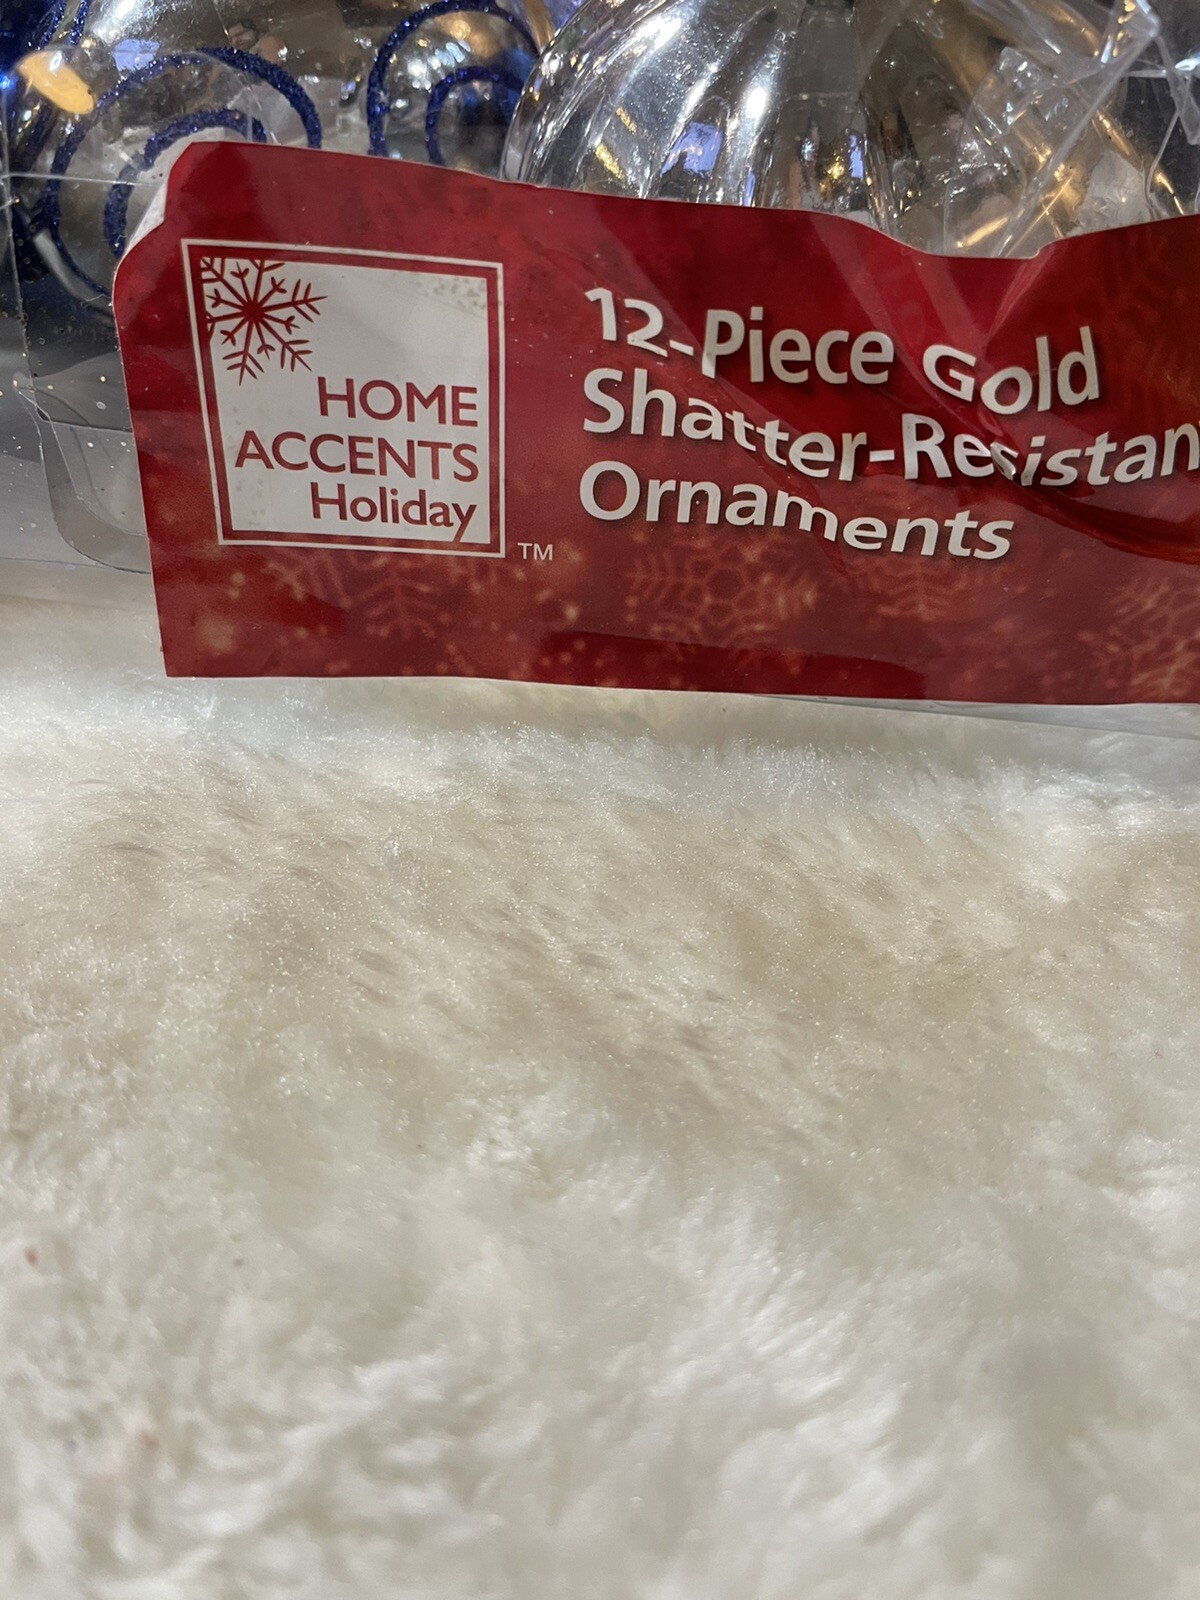 HOME
ACCENTS
Holiday
TM
12-Piece Gold
Shatter-Resistan
Ornaments